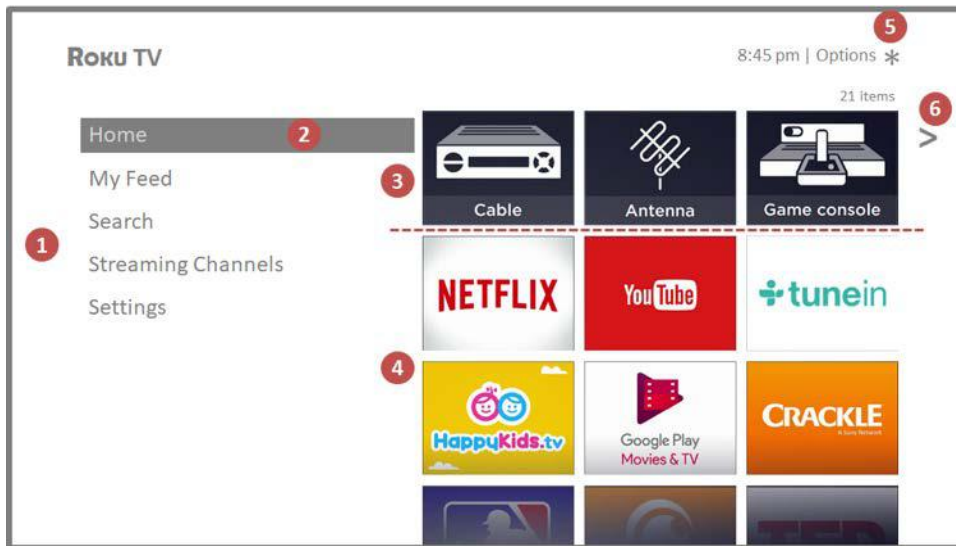 5
ROKU TV
8:45 pm | Options *
21 items
6
Home 2
>
My Feed
3
Search
Cable Antenna Game console
1
Streaming Channels
Settings
NETFLIX YouTube tunein
4
HappyKids.tv Google Play
Movies & TV
CRACKLE
TED